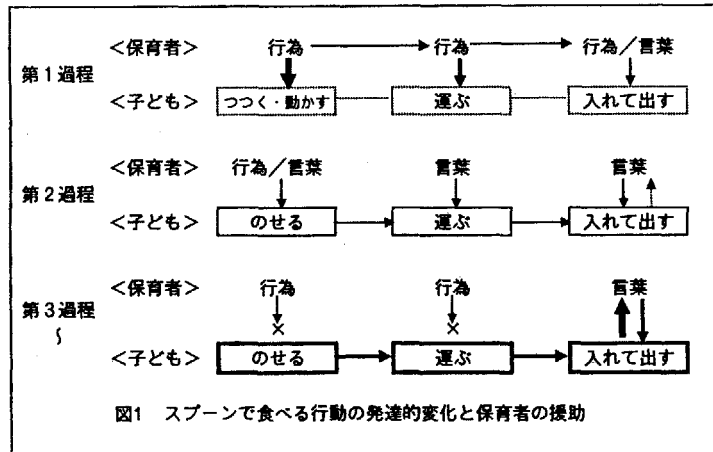 <保育者> 行為 行為 行為／言葉
第1過程
<子ども> つつく・動かす 運ぶ 入れて出す
<保育者> 行為／言葉 言葉 言葉
第2過程
<子ども> のせる 運ぶ 入れて出す
<保育者> 行為 行為 言葉
第3過程
× ×
〜
<子ども> のせる 運ぶ 入れて出す
図1 スプーンで食べる行動の発達的変化と保育者の援助